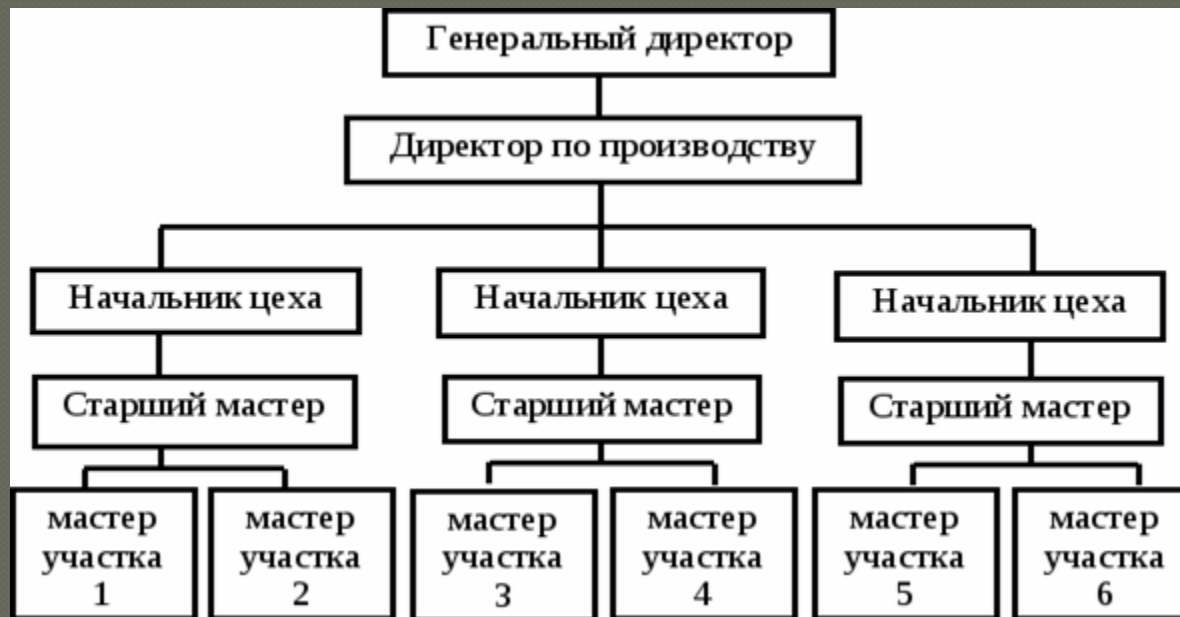 Генеральный директор
Директор по производству
Начальник цеха
Начальник цеха
Начальник цеха
Старший мастер
Старший мастер
Старший мастер
мастер
участка
1
мастер
участка
2
мастер
участка
3
мастер
участка
4
мастер
участка
5
мастер
участка
6